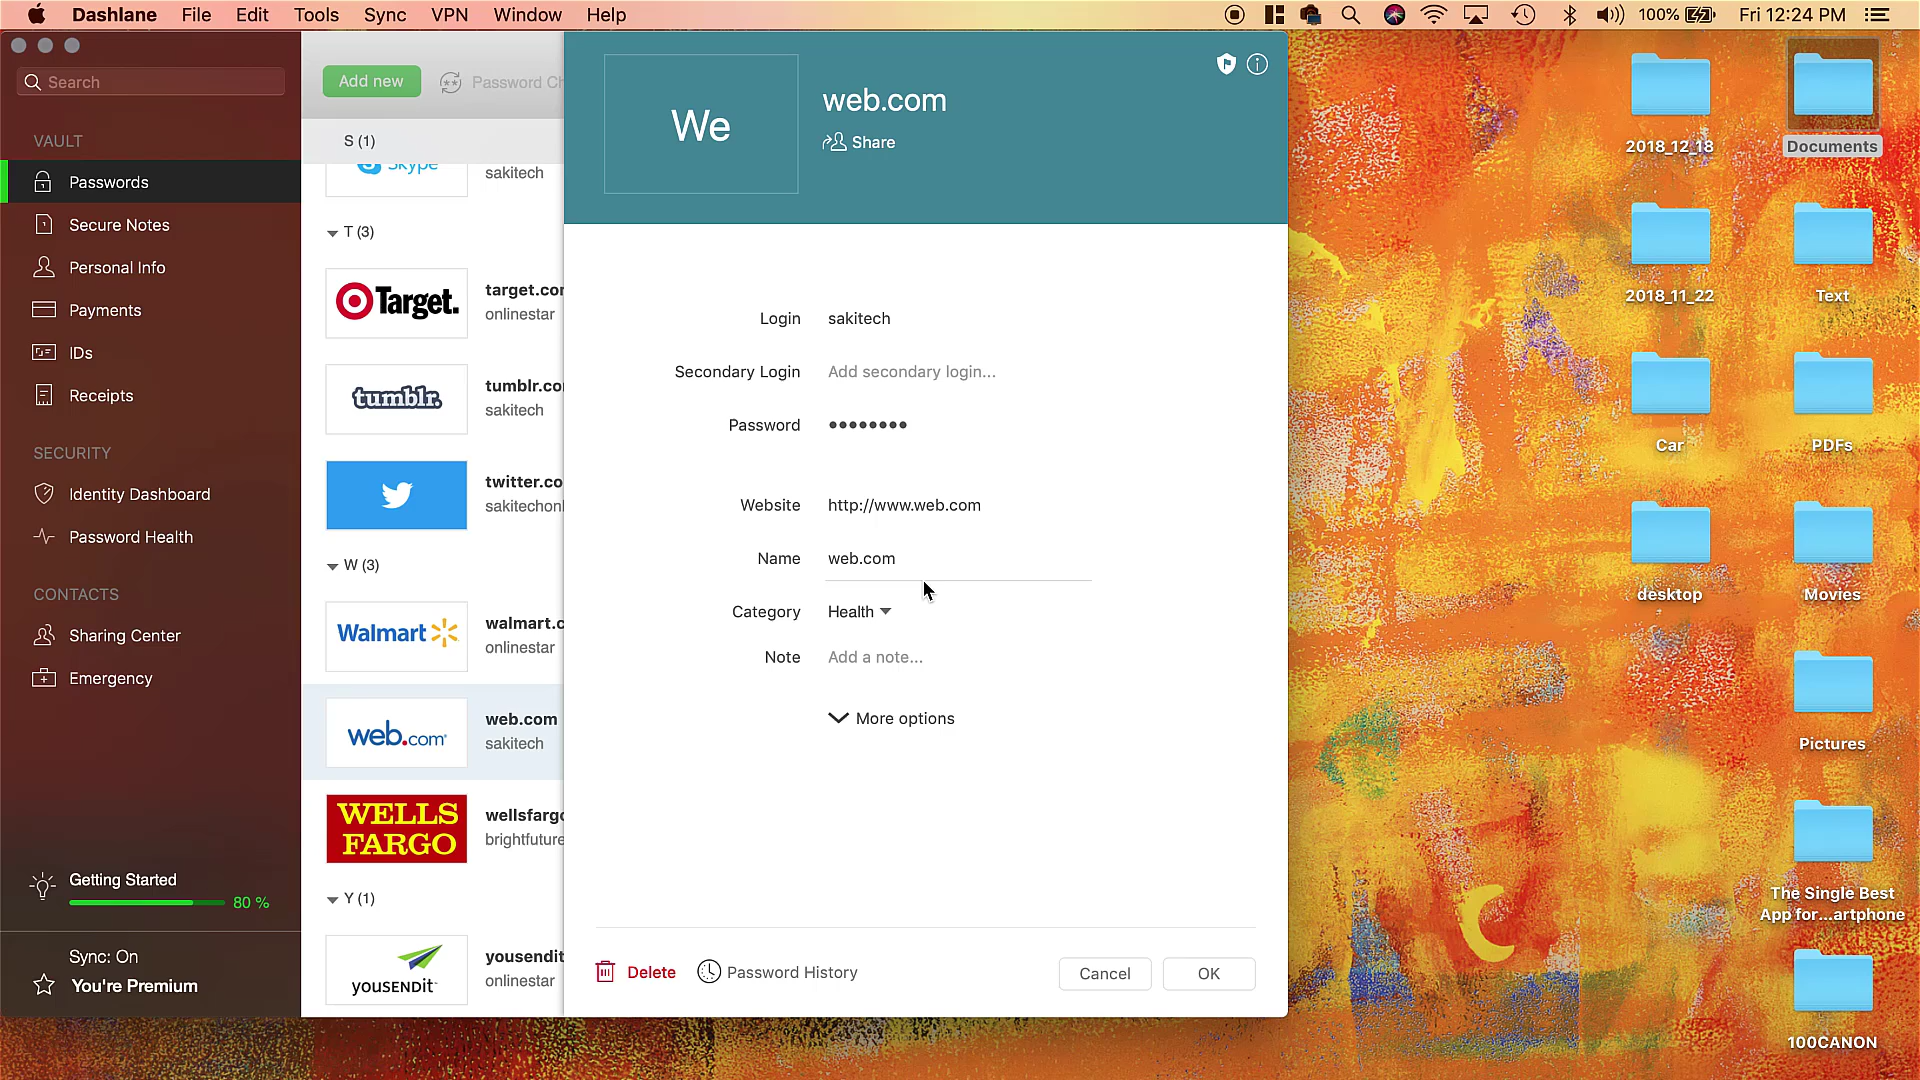 Dashlane File Edit Tools Sync VPN Window Help 100% Fri 12:24 PM
Search
VAULT
Passwords
Secure Notes
Personal Info
Payments
IDs
Receipts
SECURITY
Identity Dashboard
Password Health
CONTACTS
Sharing Center
Emergency
Getting Started
80 %
Sync: On
You're Premium
Add new Password Ch
S (1)
Skype
sakitech
T (3)
Target.
target.com
onlinestar
tumblr.
tumblr.co
sakitech
twitter.co
sakitechonl
W (3)
Walmart
walmart.c
onlinestar
web.com
web.com
sakitech
WELLS
FARGO
wellsfargo
brightfuture
Y (1)
YOUSENDIT
yousendit
onlinestar
We
web.com
Share
Login sakitech
Secondary Login Add secondary login...
Password ••••••••
Website http://www.web.com
Name web.com
Category Health
Note Add a note...
More options
Delete Password History Cancel OK
2018_12_18
Documents
2018_11_22
Text
Car
PDFs
desktop
Movies
Pictures
The Single Best
App for...artphone
100CANON